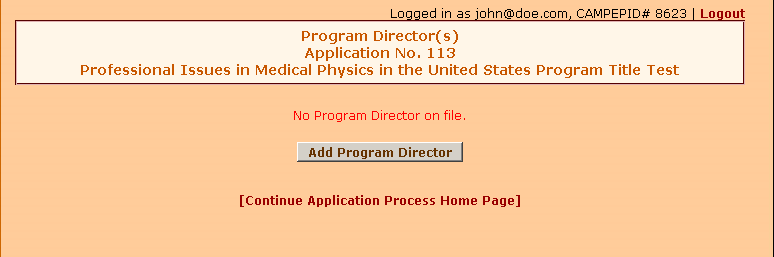 Logged in as john@doe.com, CAMPEPID# 8623 | Logout
Program Director(s)
Application No. 113
Professional Issues in Medical Physics in the United States Program Title Test
No Program Director on file.
Add Program Director
[Continue Application Process Home Page]